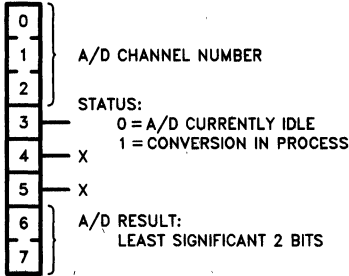 0
1 A/D CHANNEL NUMBER
2
STATUS:
3 0 = A/D CURRENTLY IDLE
1 = CONVERSION IN PROCESS
4 X
5 X
6 A/D RESULT:
LEAST SIGNIFICANT 2 BITS
7